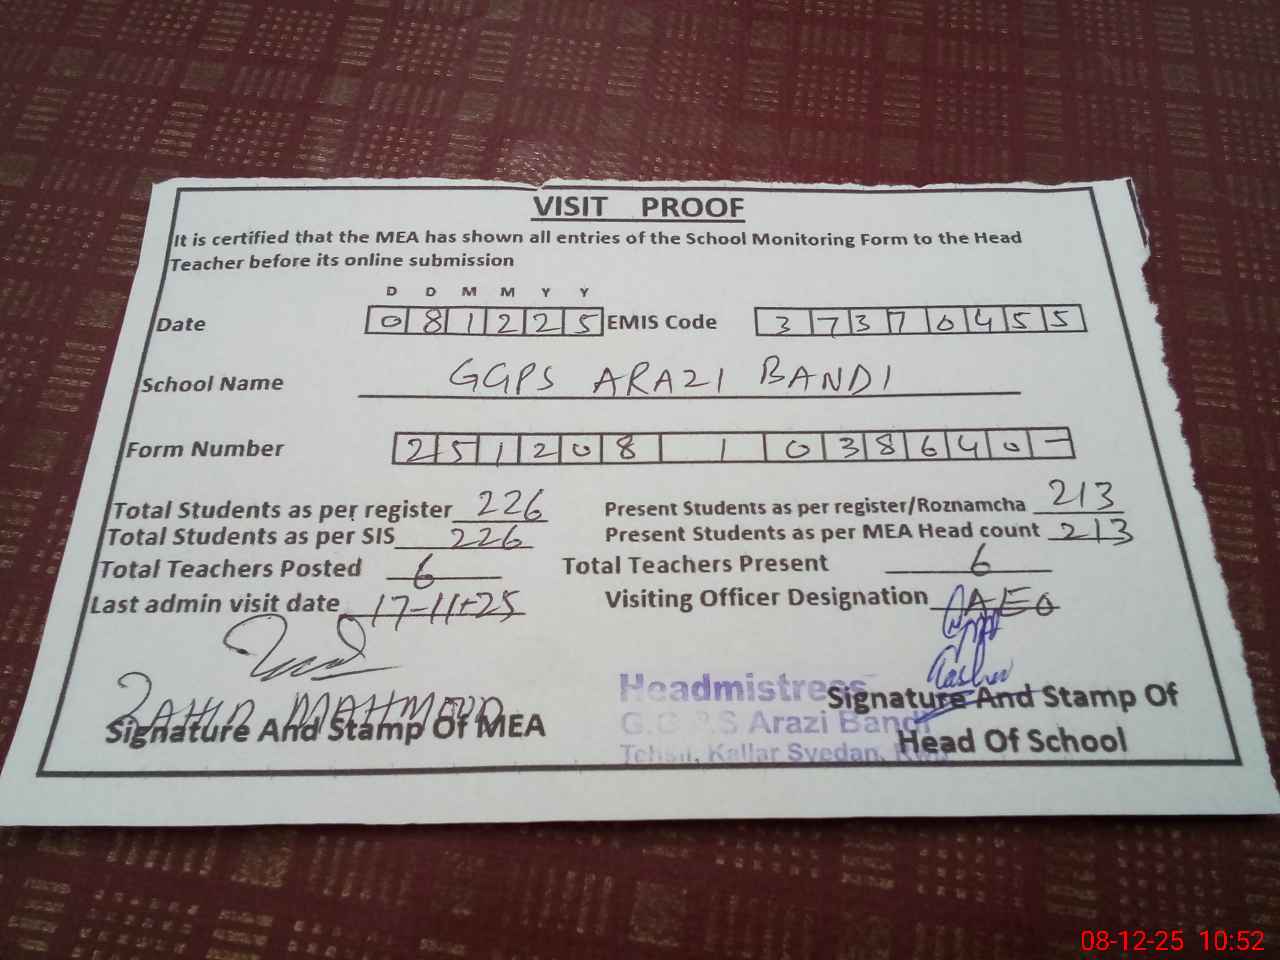 VISIT PROOF
It is certified that the MEA has shown all entries of the School Monitoring Form to the Head
Teacher before its online submission
D D M M Y Y
Date 0 8 1 2 2 5 EMIS Code 3 7 3 7 0 4 5 5
School Name GGPS ARAZI BANDI
Form Number 2 5 1 2 0 8 1 0 3 8 6 4 0 -
Total Students as per register 226 Present Students as per register/Roznamcha 213
Total Students as per SIS 226 Present Students as per MEA Head count 213
Total Teachers Posted 6 Total Teachers Present 6
Last admin visit date 17-11-25 Visiting Officer Designation AEO
ZAHID MAHMOOD
Signature And Stamp Of MEA
Headmistress
G.G.P.S Arazi Bandi
Tehsil, Kallar Syedan,
Signature And Stamp Of
Head Of School
08-12-25 10:52